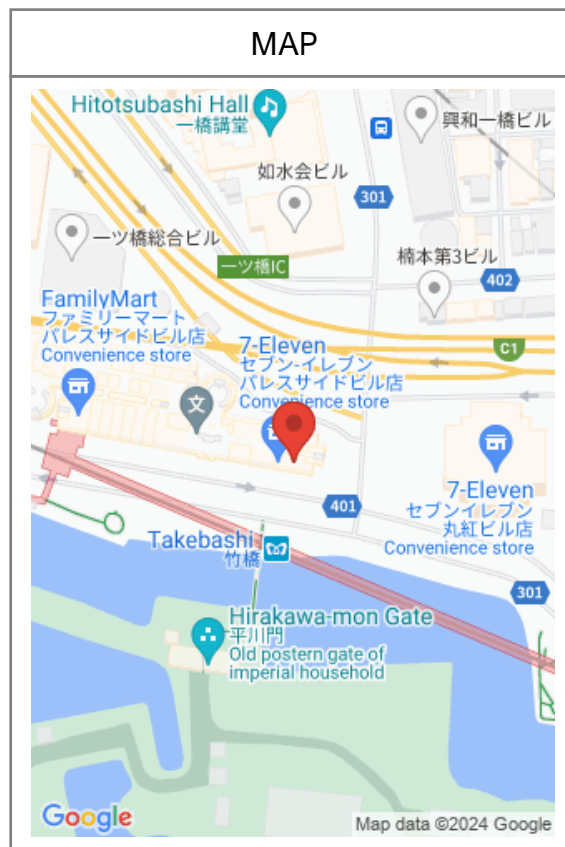 MAP
Hitotsubashi Hall
一橋講堂
興和一橋ビル
如水会ビル
301
一ツ橋総合ビル
一ツ橋IC
楠本第3ビル
402
FamilyMart
ファミリーマート
パレスサイドビル店
Convenience store
7-Eleven
セブン-イレブン
パレスサイドビル店
Convenience store
C1
文
7-Eleven
セブンイレブン
丸紅ビル店
Convenience store
401
Takebashi
竹橋
301
Hirakawa-mon Gate
平川門
Old postern gate of
imperial household
Google
Map data ©2024 Google